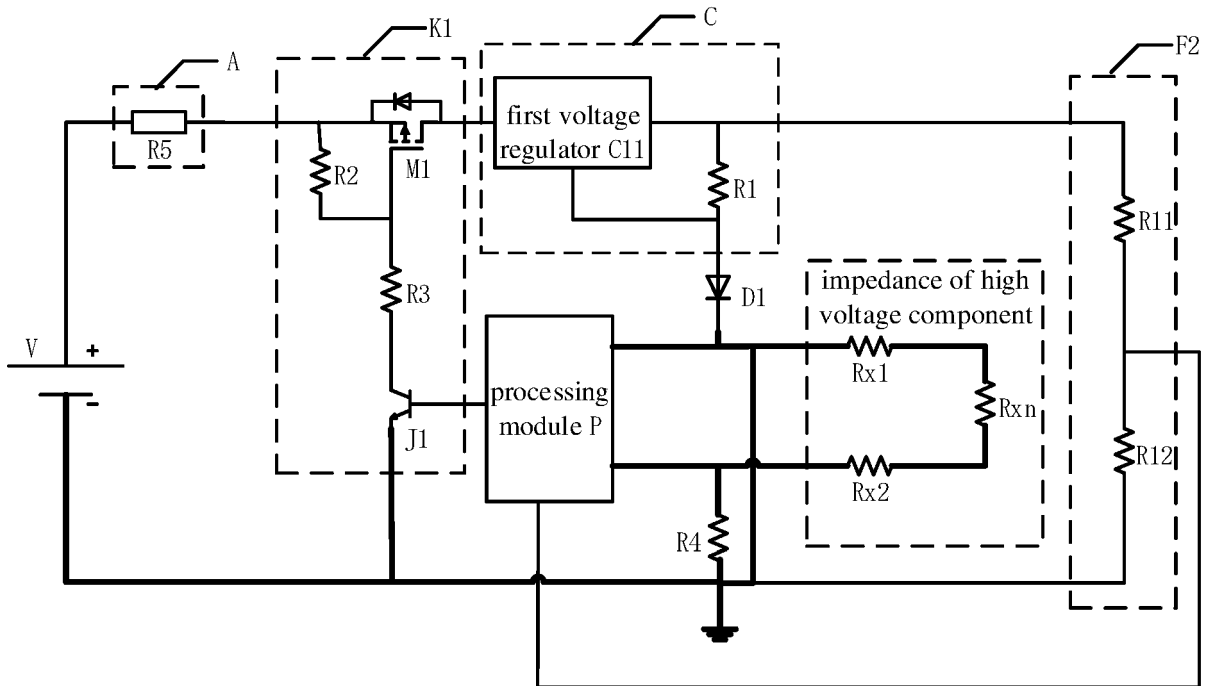 C
K1
F2
A
first voltage
regulator C11
R5
M1
R2
R1
R11
R3
D1
impedance of high
voltage component
V
+
-
Rx1
processing
module P
Rxn
J1
Rx2
R12
R4